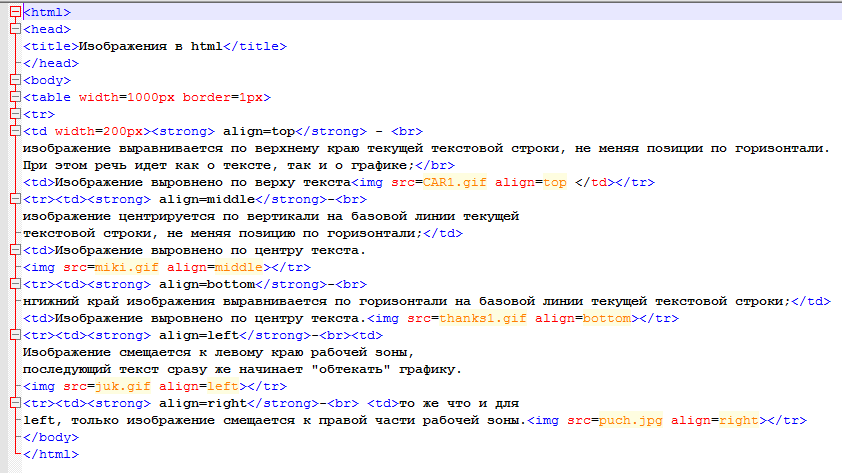 <html>
<head>
<title>Изображения в html</title>
</head>
<body>
<table width=1000px border=1px>
<tr>
<td width=200px><strong> align=top</strong> - <br>
изображение выравнивается по верхнему краю текущей текстовой строки, не меняя позиции по горизонтали.
При этом речь идет как о тексте, так и о графике;</br>
<td>Изображение выровнено по верху текста<img src=CAR1.gif align=top </td></tr>
<tr><td><strong> align=middle</strong>-<br>
изображение центрируется по вертикали на базовой линии текущей
текстовой строки, не меняя позицию по горизонтали;</td>
<td>Изображение выровнено по центру текста.
<img src=miki.gif align=middle></tr>
<tr><td><strong> align=bottom</strong>-<br>
нгижний край изображения выравнивается по горизонтали на базовой линии текущей текстовой строки;</td>
<td>Изображение выровнено по центру текста.<img src=thanks1.gif align=bottom></tr>
<tr><td><strong> align=left</strong>-<br><td>
Изображение смещается к левому краю рабочей зоны,
последующий текст сразу же начинает "обтекать" графику.
<img src=juk.gif align=left></tr>
<tr><td><strong> align=right</strong>-<br> <td>то же что и для
left, только изображение смещается к правой части рабочей зоны.<img src=puch.jpg align=right></tr>
</body>
</html>